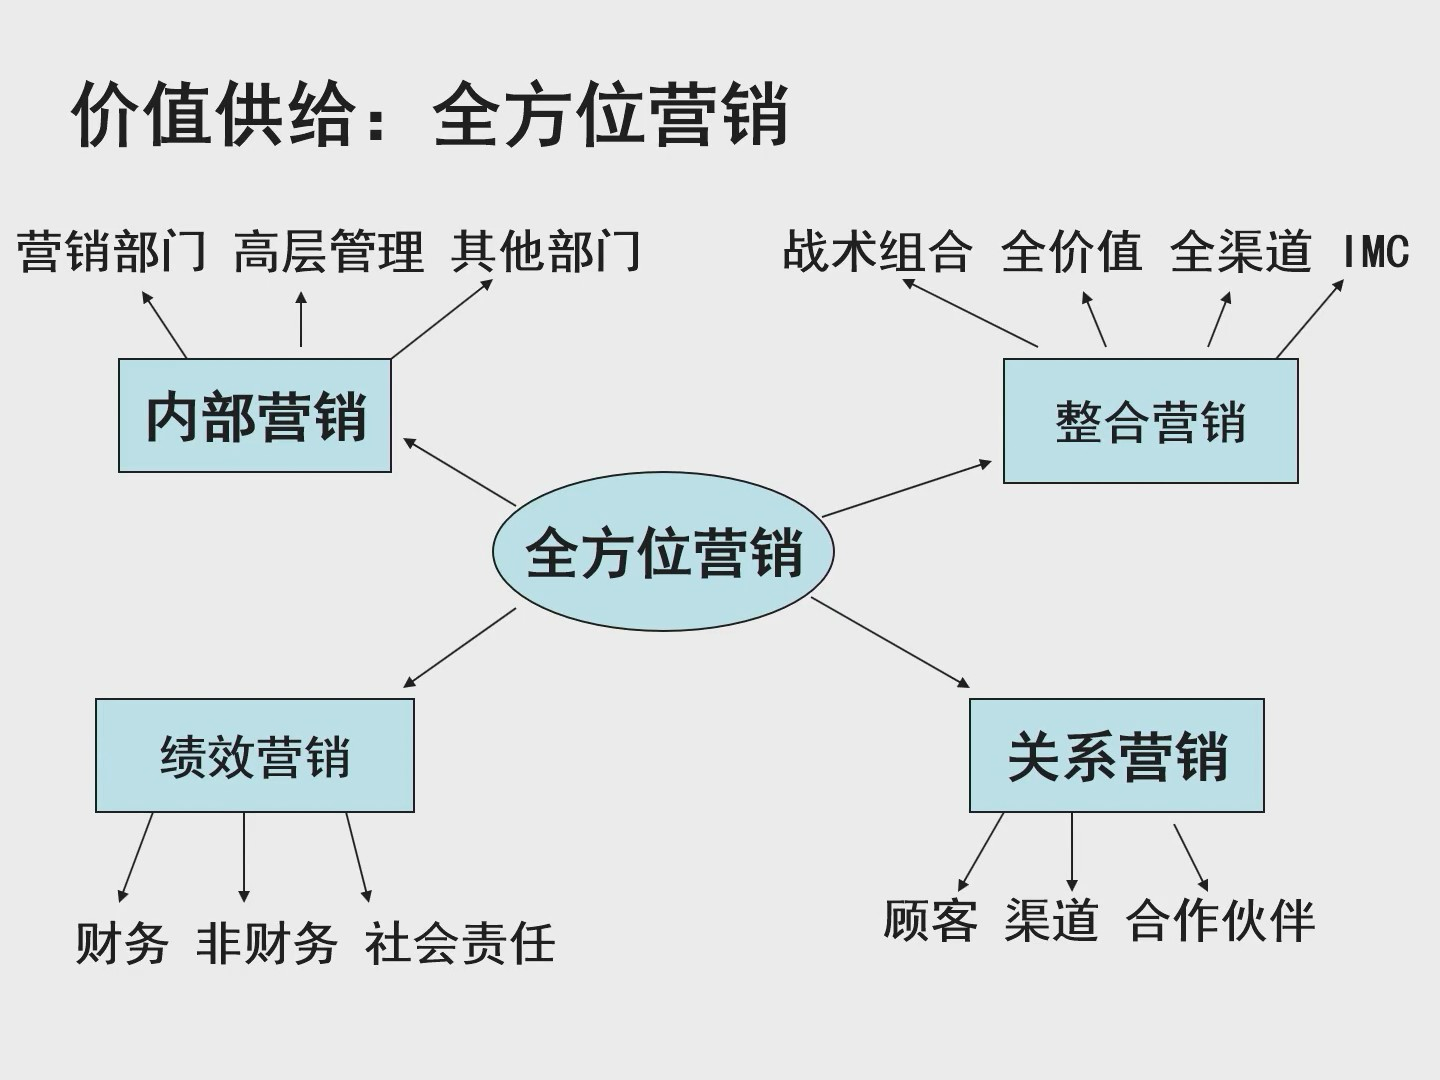 价值供给：全方位营销
营销部门 高层管理 其他部门
战术组合 全价值 全渠道 IMC
内部营销
整合营销
全方位营销
绩效营销
关系营销
财务 非财务 社会责任
顾客 渠道 合作伙伴